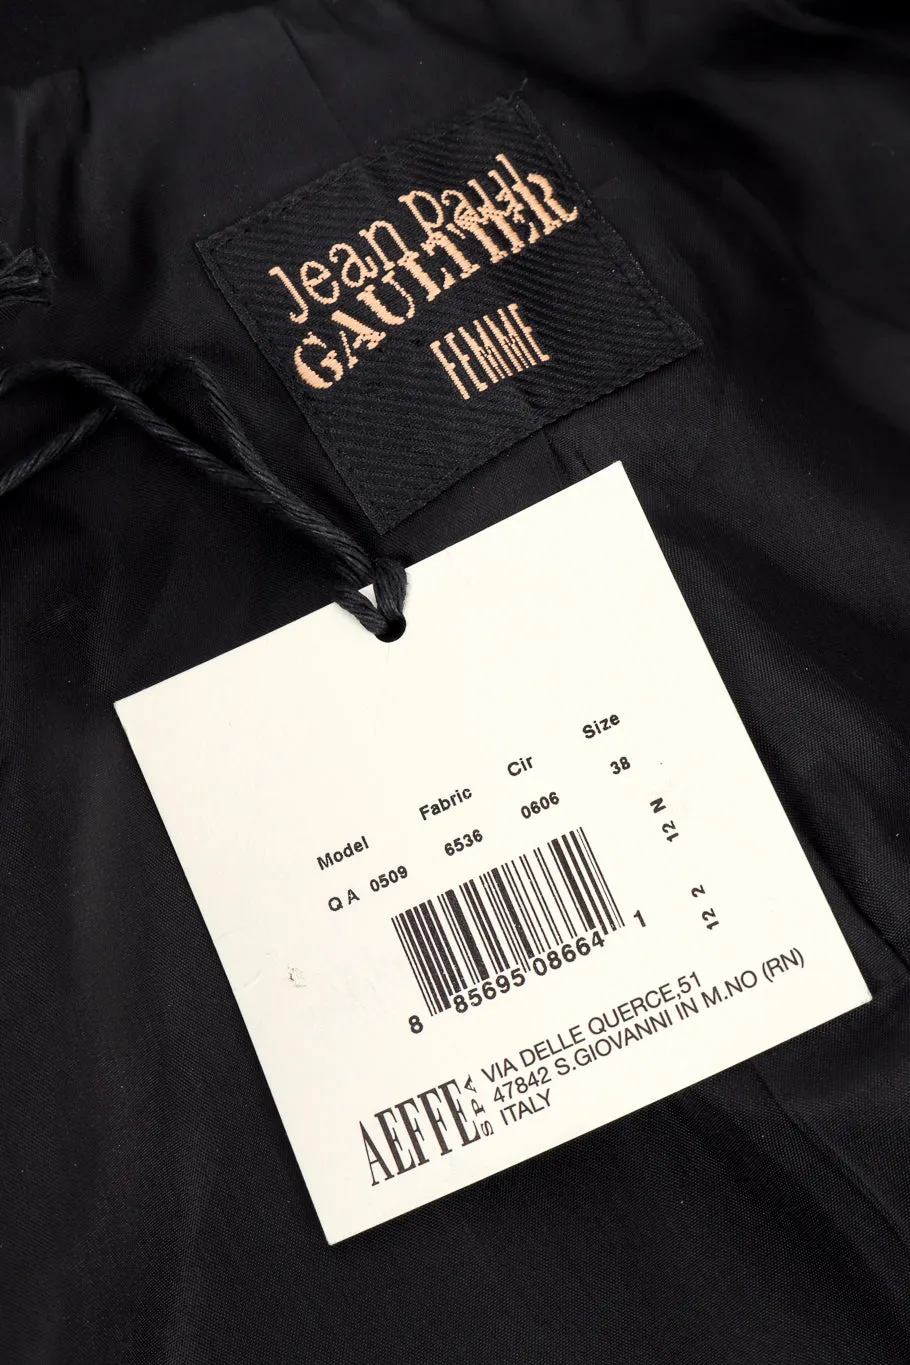 Jean Paul
GAULTIER
FEMME
Model Fabric Cir Size
QA 0509 6536 0606 38
12 N
12 2
8 85695 08664 1
AEFFE SPA
VIA DELLE QUERCE,51
47842 S.GIOVANNI IN M.NO (RN)
ITALY